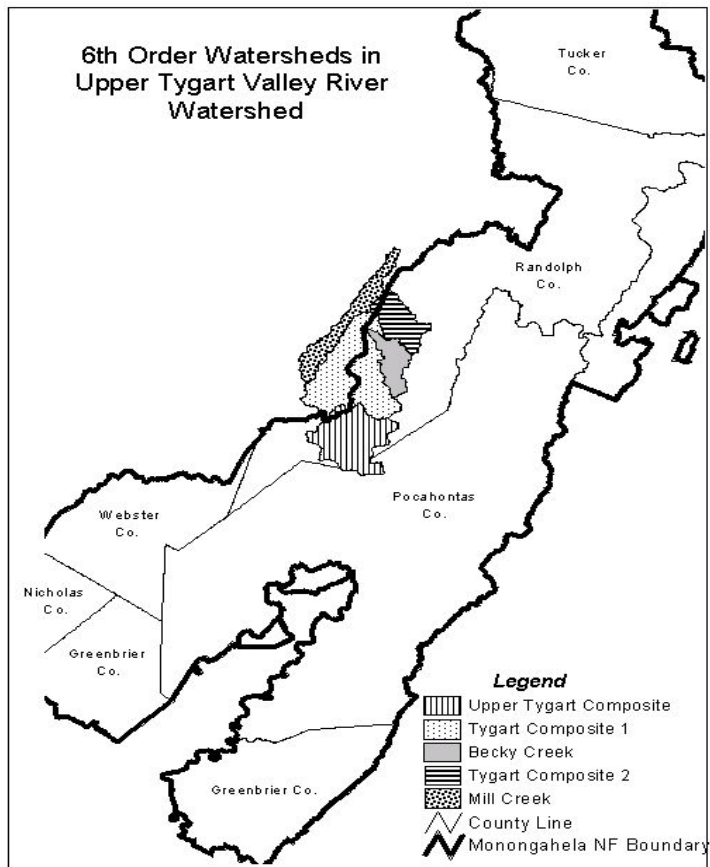 6th Order Watersheds in
Upper Tygart Valley River
Watershed
Tucker
Co.
Randolph
Co.
Pocahontas
Co.
Webster
Co.
Nicholas
Co.
Greenbrier
Co.
Greenbrier Co.
Legend
Upper Tygart Composite
Tygart Composite 1
Becky Creek
Tygart Composite 2
Mill Creek
County Line
Monongahela NF Boundary